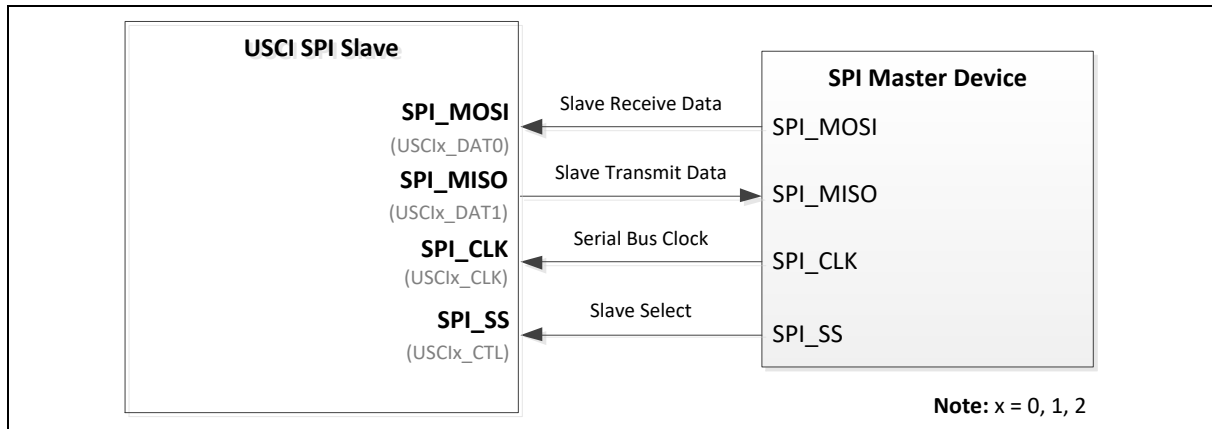 USCI SPI Slave
SPI_MOSI
(USCIx_DAT0)
SPI_MISO
(USCIx_DAT1)
SPI_CLK
(USCIx_CLK)
SPI_SS
(USCIx_CTL)
Slave Receive Data
Slave Transmit Data
Serial Bus Clock
Slave Select
SPI Master Device
SPI_MOSI
SPI_MISO
SPI_CLK
SPI_SS
Note: x = 0, 1, 2